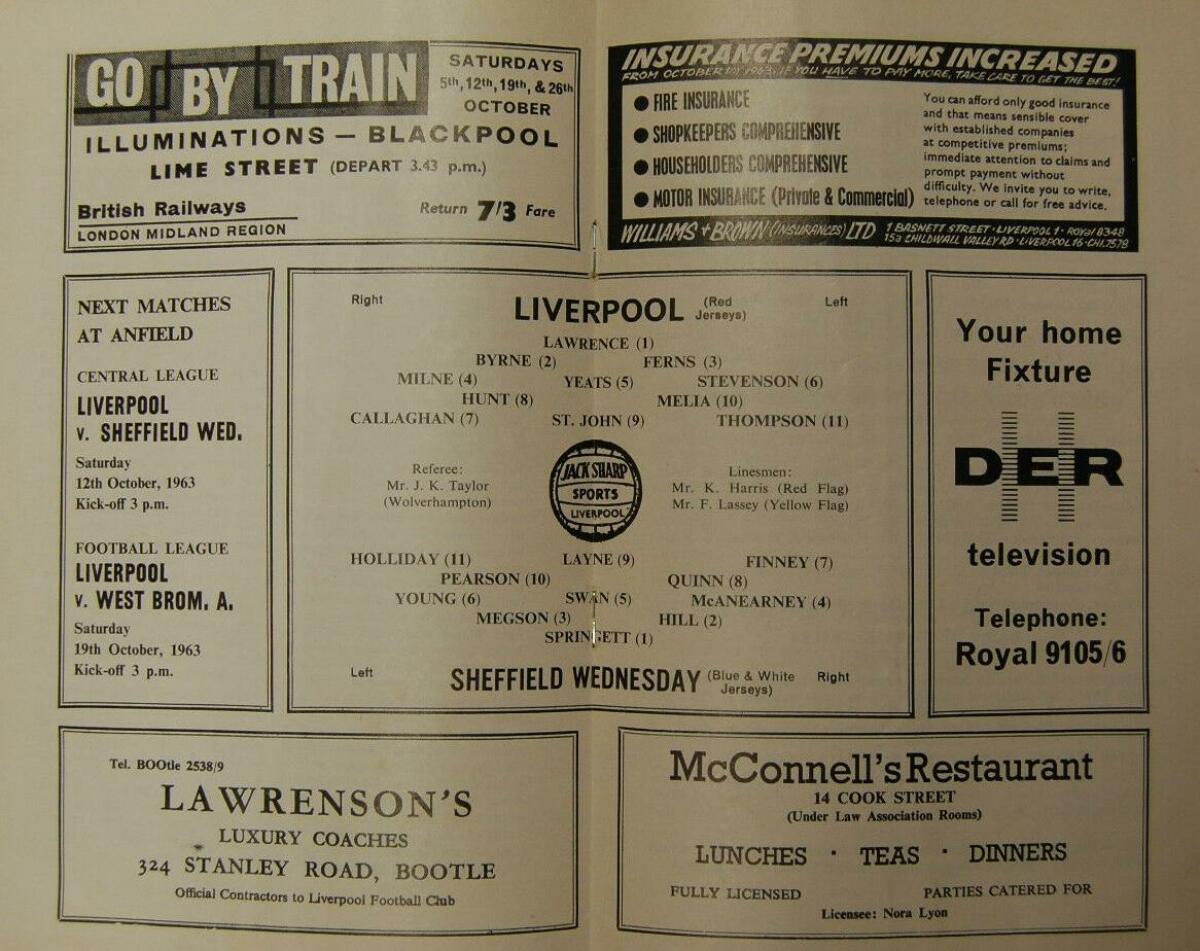 GO BY TRAIN
SATURDAYS
5th, 12th, 19th, & 26th
OCTOBER
ILLUMINATIONS — BLACKPOOL
LIME STREET (DEPART 3.43 p.m.)
British Railways
LONDON MIDLAND REGION
Return 7/3 Fare
INSURANCE PREMIUMS INCREASED
FROM OCTOBER 1963. IF YOU HAVE TO PAY MORE, TAKE CARE TO GET THE BEST!
● FIRE INSURANCE
● SHOPKEEPERS COMPREHENSIVE
● HOUSEHOLDERS COMPREHENSIVE
● MOTOR INSURANCE (Private & Commercial)
You can afford only good insurance
and that means sensible cover
with established companies
at competitive premiums;
immediate attention to claims and
prompt payment without
difficulty. We invite you to write,
telephone or call for free advice.
WILLIAMS + BROWN (INSURANCES) LTD
1 BASNETT STREET · LIVERPOOL 1 · ROYal 8348
15a CHILDWALL VALLEY RD · LIVERPOOL 16 · CHI. 7578
NEXT MATCHES
AT ANFIELD
CENTRAL LEAGUE
LIVERPOOL
v. SHEFFIELD WED.
Saturday
12th October, 1963
Kick-off 3 p.m.
FOOTBALL LEAGUE
LIVERPOOL
v. WEST BROM. A.
Saturday
19th October, 1963
Kick-off 3 p.m.
Right LIVERPOOL (Red Jerseys) Left
LAWRENCE (1)
BYRNE (2) FERNS (3)
MILNE (4) YEATS (5) STEVENSON (6)
HUNT (8) MELIA (10)
CALLAGHAN (7) ST. JOHN (9) THOMPSON (11)
Referee:
Mr. J. K. Taylor
(Wolverhampton)
JACK SHARP
SPORTS
LIVERPOOL
Linesmen:
Mr. K. Harris (Red Flag)
Mr. F. Lassey (Yellow Flag)
HOLLIDAY (11) LAYNE (9) FINNEY (7)
PEARSON (10) QUINN (8)
YOUNG (6) SWAN (5) McANEARNEY (4)
MEGSON (3) HILL (2)
SPRINGETT (1)
Left SHEFFIELD WEDNESDAY (Blue & White Jerseys) Right
Your home
Fixture
DER
television
Telephone:
Royal 9105/6
Tel. BOOtle 2538/9
LAWRENSON'S
LUXURY COACHES
324 STANLEY ROAD, BOOTLE
Official Contractors to Liverpool Football Club
McConnell's Restaurant
14 COOK STREET
(Under Law Association Rooms)
LUNCHES · TEAS · DINNERS
FULLY LICENSED PARTIES CATERED FOR
Licensee: Nora Lyon